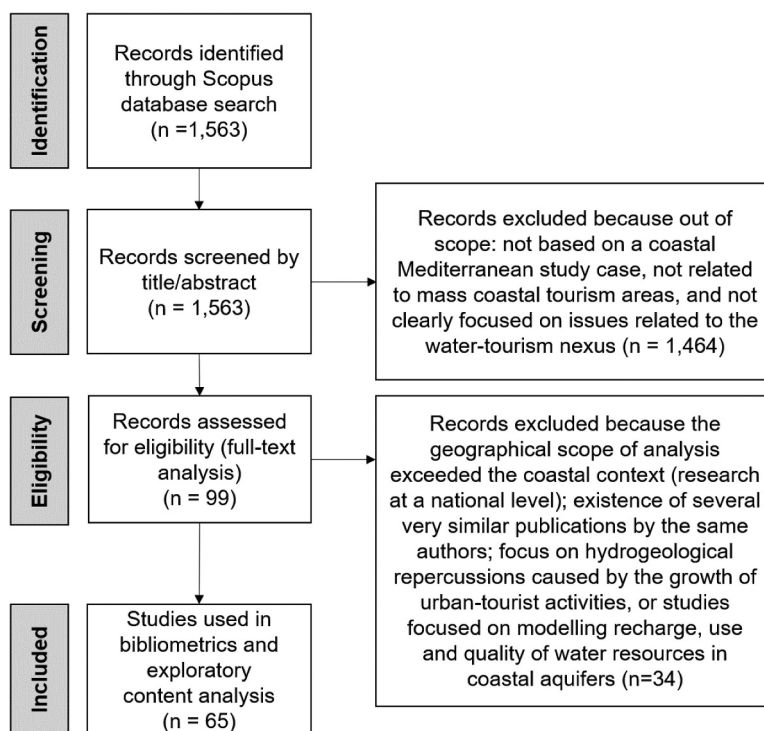 Identification
Records identified
through Scopus
database search
(n =1,563)
Screening
Records screened by
title/abstract
(n = 1,563)
Records excluded because out of
scope: not based on a coastal
Mediterranean study case, not related
to mass coastal tourism areas, and not
clearly focused on issues related to the
water-tourism nexus (n = 1,464)
Eligibility
Records assessed
for eligibility (full-text
analysis)
(n = 99)
Records excluded because the
geographical scope of analysis
exceeded the coastal context (research
at a national level); existence of several
very similar publications by the same
authors; focus on hydrogeological
repercussions caused by the growth of
urban-tourist activities, or studies
focused on modelling recharge, use
and quality of water resources in
coastal aquifers (n=34)
Included
Studies used in
bibliometrics and
exploratory
content analysis
(n = 65)